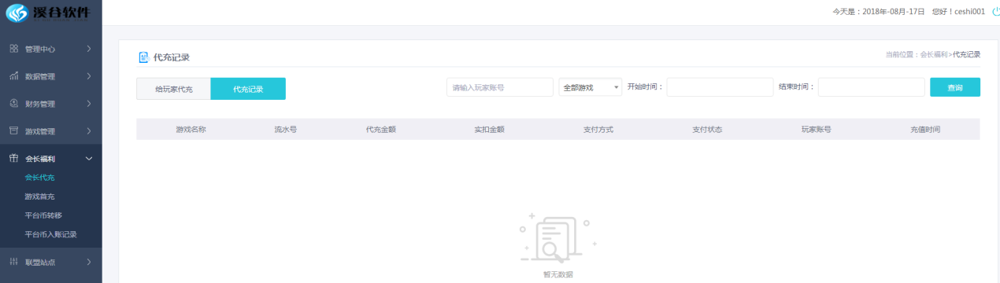 溪谷软件
今天是：2018年-08月-17日 您好！ceshi001
管理中心
数据管理
财务管理
游戏管理
会长福利
会长代充
游戏首充
平台币转移
平台币入账记录
联盟站点
代充记录
当前位置：会长福利>代充记录
给玩家代充 代充记录 请输入玩家账号 全部游戏 开始时间： 结束时间： 查询
游戏名称 流水号 代充金额 实扣金额 支付方式 支付状态 玩家账号 充值时间
暂无数据